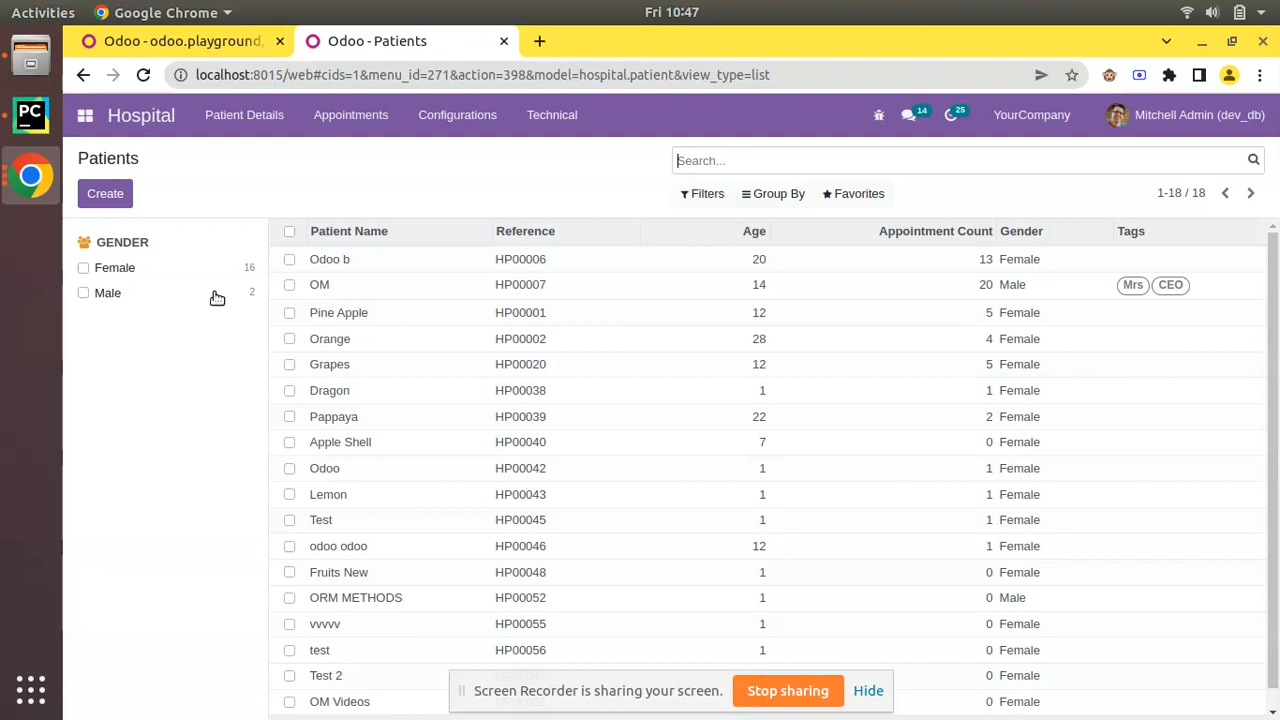 Activities Google Chrome Fri 10:47
Odoo - odoo.playground, Odoo - Patients
localhost:8015/web#cids=1&menu_id=271&action=398&model=hospital.patient&view_type=list
Hospital Patient Details Appointments Configurations Technical 14 25 YourCompany Mitchell Admin (dev_db)
Patients Search...
Create Filters Group By Favorites 1-18 / 18
GENDER
Female 16
Male 2
Patient Name Reference Age Appointment Count Gender Tags
Odoo b HP00006 20 13 Female
OM HP00007 14 20 Male Mrs CEO
Pine Apple HP00001 12 5 Female
Orange HP00002 28 4 Female
Grapes HP00020 12 5 Female
Dragon HP00038 1 1 Female
Pappaya HP00039 22 2 Female
Apple Shell HP00040 7 0 Female
Odoo HP00042 1 1 Female
Lemon HP00043 1 1 Female
Test HP00045 1 1 Female
odoo odoo HP00046 12 1 Female
Fruits New HP00048 1 0 Female
ORM METHODS HP00052 1 0 Male
vvvvv HP00055 1 0 Female
test HP00056 1 0 Female
Test 2 0 Female
OM Videos 0 Female
Screen Recorder is sharing your screen. Stop sharing Hide
PC